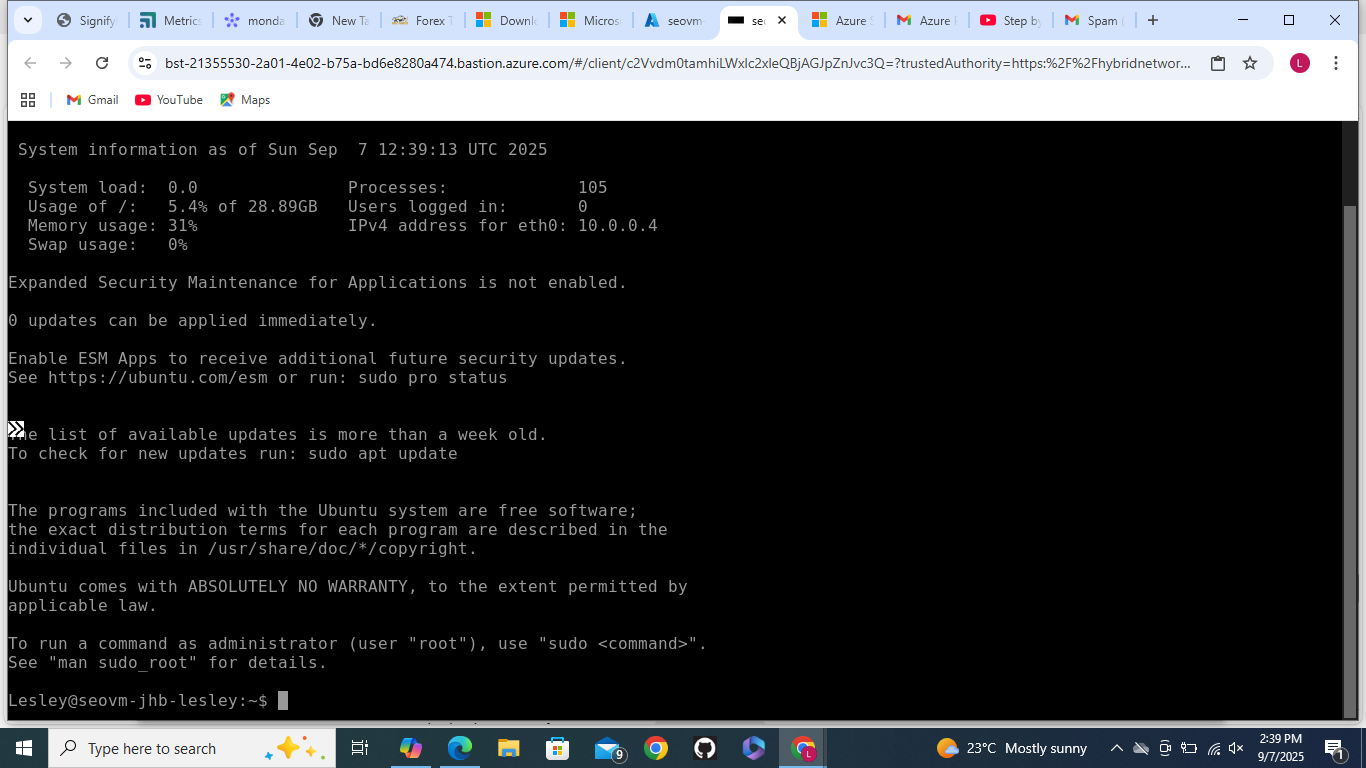 Signify
Metrics
monda
New Ta
Forex T
Downl
Micros
seovm-
seo
Azure S
Azure
Step by
Spam (
bst-21355530-2a01-4e02-b75a-bd6e8280a474.bastion.azure.com/#/client/c2Vvdm0tamhiLWxlc2xleQBjAGJpZnJvc3Q=?trustedAuthority=https:%2F%2Fhybridnetwor...
L
Gmail
YouTube
Maps
System information as of Sun Sep  7 12:39:13 UTC 2025
System load:  0.0               Processes:             105
Usage of /:   5.4% of 28.89GB   Users logged in:       0
Memory usage: 31%               IPv4 address for eth0: 10.0.0.4
Swap usage:   0%
Expanded Security Maintenance for Applications is not enabled.
0 updates can be applied immediately.
Enable ESM Apps to receive additional future security updates.
See https://ubuntu.com/esm or run: sudo pro status
The list of available updates is more than a week old.
To check for new updates run: sudo apt update
The programs included with the Ubuntu system are free software;
the exact distribution terms for each program are described in the
individual files in /usr/share/doc/*/copyright.
Ubuntu comes with ABSOLUTELY NO WARRANTY, to the extent permitted by
applicable law.
To run a command as administrator (user "root"), use "sudo <command>".
See "man sudo_root" for details.
Lesley@seovm-jhb-lesley:~$
Type here to search
9
L
23°C Mostly sunny
2:39 PM
9/7/2025
1